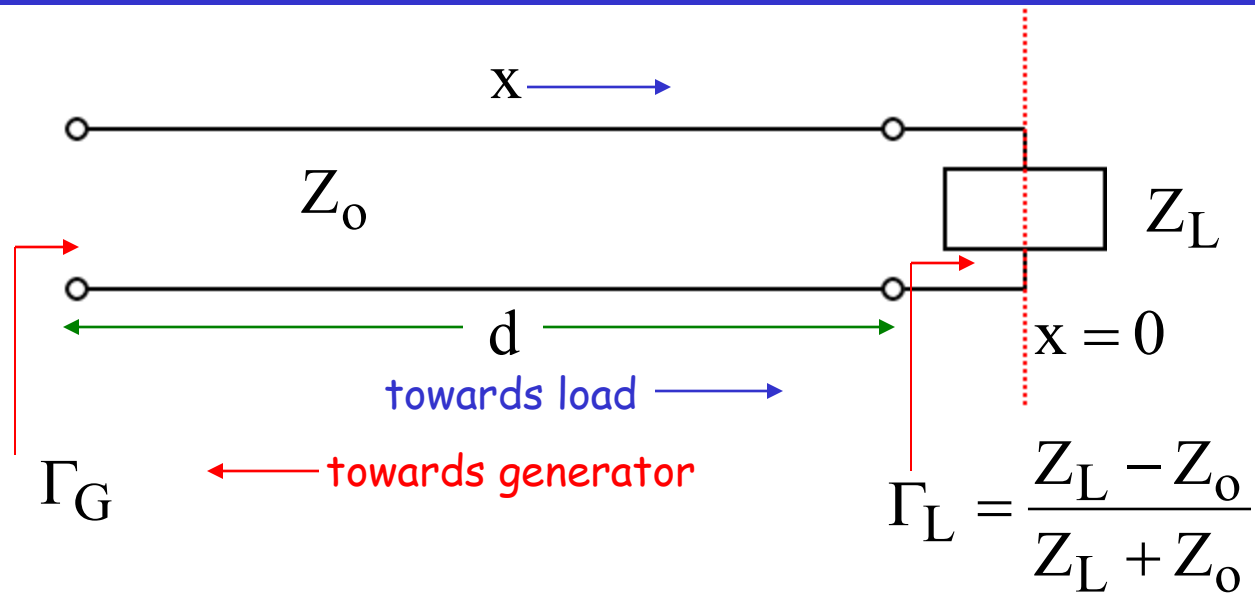 x
Zo
ZL
d
x = 0
towards load
towards generator
ΓG
ΓL = (ZL − Zo) / (ZL + Zo)